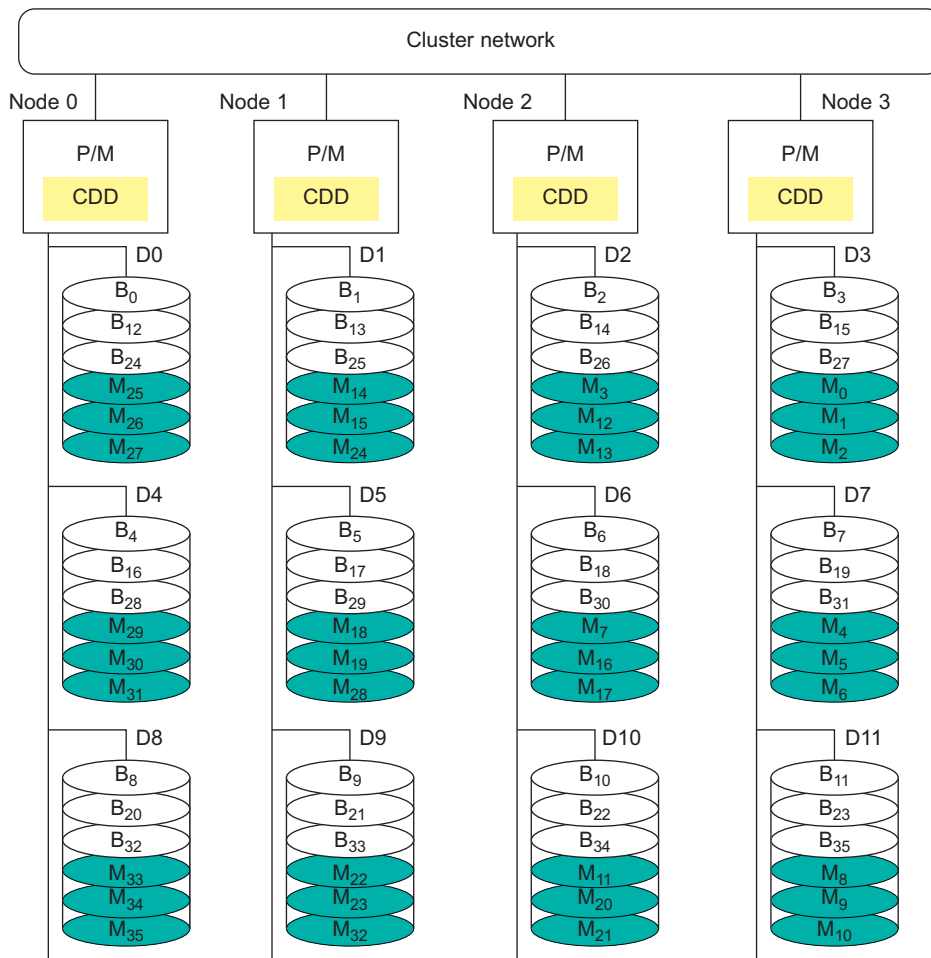 Cluster network
Node 0 Node 1 Node 2 Node 3
P/M P/M P/M P/M
CDD CDD CDD CDD
D0 D1 D2 D3
B0 B1 B2 B3
B12 B13 B14 B15
B24 B25 B26 B27
M25 M14 M3 M0
M26 M15 M12 M1
M27 M24 M13 M2
D4 D5 D6 D7
B4 B5 B6 B7
B16 B17 B18 B19
B28 B29 B30 B31
M29 M18 M7 M4
M30 M19 M16 M5
M31 M28 M17 M6
D8 D9 D10 D11
B8 B9 B10 B11
B20 B21 B22 B23
B32 B33 B34 B35
M33 M22 M11 M8
M34 M23 M20 M9
M35 M32 M21 M10